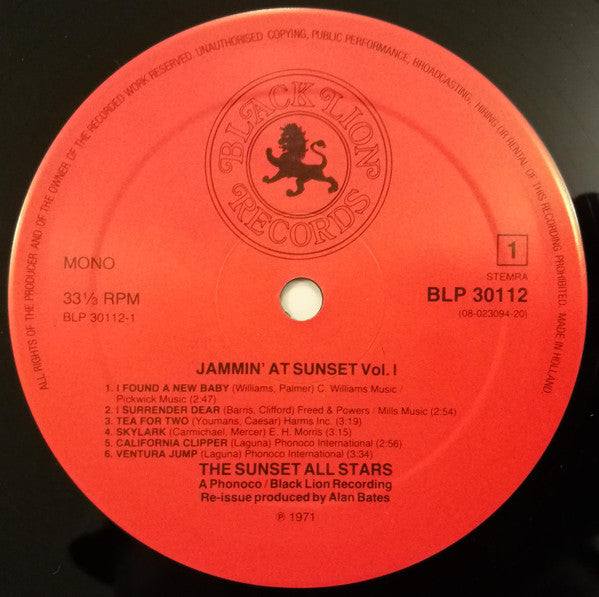 ALL RIGHTS OF THE PRODUCER AND OF THE OWNER OF THE RECORDED WORK RESERVED. UNAUTHORISED COPYING, PUBLIC PERFORMANCE, BROADCASTING, HIRING OR RENTAL OF THIS RECORDING PROHIBITED. MADE IN HOLLAND.
BLACK LION
RECORDS
MONO
1
STEMRA
33⅓ RPM
BLP 30112
BLP 30112-1
(08-023094-20)
JAMMIN' AT SUNSET Vol. I
1. I FOUND A NEW BABY (Williams, Palmer) C. Williams Music /
Pickwick Music (2:47)
2. I SURRENDER DEAR (Barris, Clifford) Freed & Powers / Mills Music (2:54)
3. TEA FOR TWO (Youmans, Caesar) Harms Inc. (3:19)
4. SKYLARK (Carmichael, Mercer) E. H. Morris (3:15)
5. CALIFORNIA CLIPPER (Laguna) Phonoco International (2:56)
6. VENTURA JUMP (Laguna) Phonoco International (3:34)
THE SUNSET ALL STARS
A Phonoco / Black Lion Recording
Re-issue produced by Alan Bates
℗ 1971